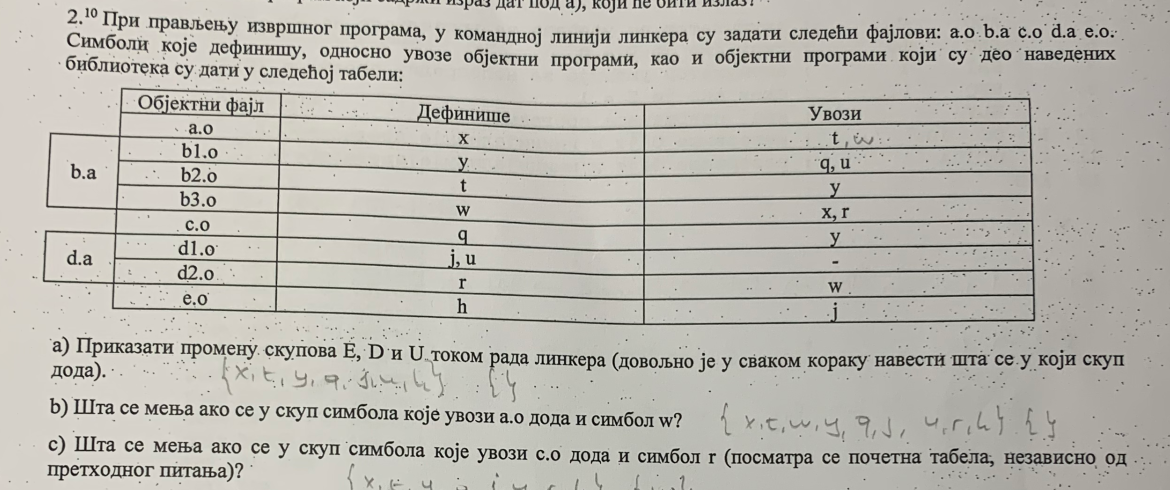 израз дат под а), који ће бити излаз?
2.¹⁰ При прављењу извршног програма, у командној линији линкера су задати следећи фајлови: a.o b.a c.o d.a e.o.
Симболи које дефинишу, односно увозе објектни програми, као и објектни програми који су део наведених
библиотека су дати у следећој табели:
Објектни фајл Дефинише Увози
a.o x t, w
b.a
b1.o y q, u
b2.o t y
b3.o w x, r
c.o q y
d.a
d1.o j, u -
d2.o r w
e.o h j
а) Приказати промену скупова E, D и U током рада линкера (довољно је у сваком кораку навести шта се у који скуп
дода).
{x, t, y, q, j, u, h} { }
b) Шта се мења ако се у скуп симбола које увози a.o дода и симбол w?
{x, t, w, y, q, j, u, r, h} { }
c) Шта се мења ако се у скуп симбола које увози c.o дода и симбол r (посматра се почетна табела, независно од
претходног питања)?